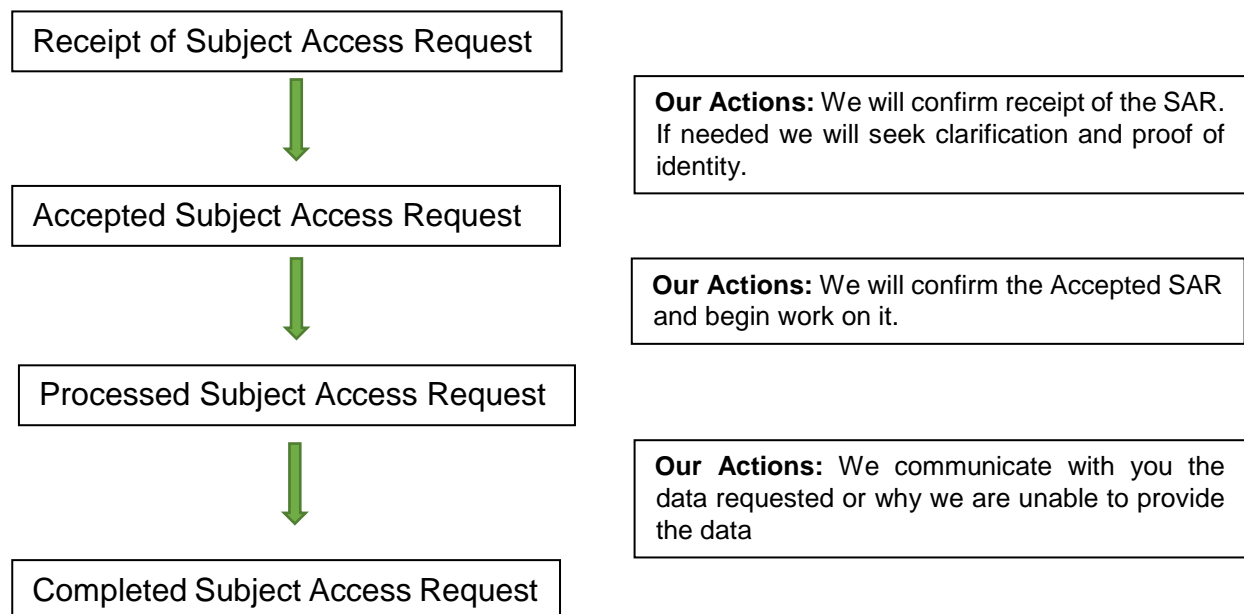 Receipt of Subject Access Request
Our Actions: We will confirm receipt of the SAR.
If needed we will seek clarification and proof of
identity.
Accepted Subject Access Request
Our Actions: We will confirm the Accepted SAR
and begin work on it.
Processed Subject Access Request
Our Actions: We communicate with you the
data requested or why we are unable to provide
the data
Completed Subject Access Request